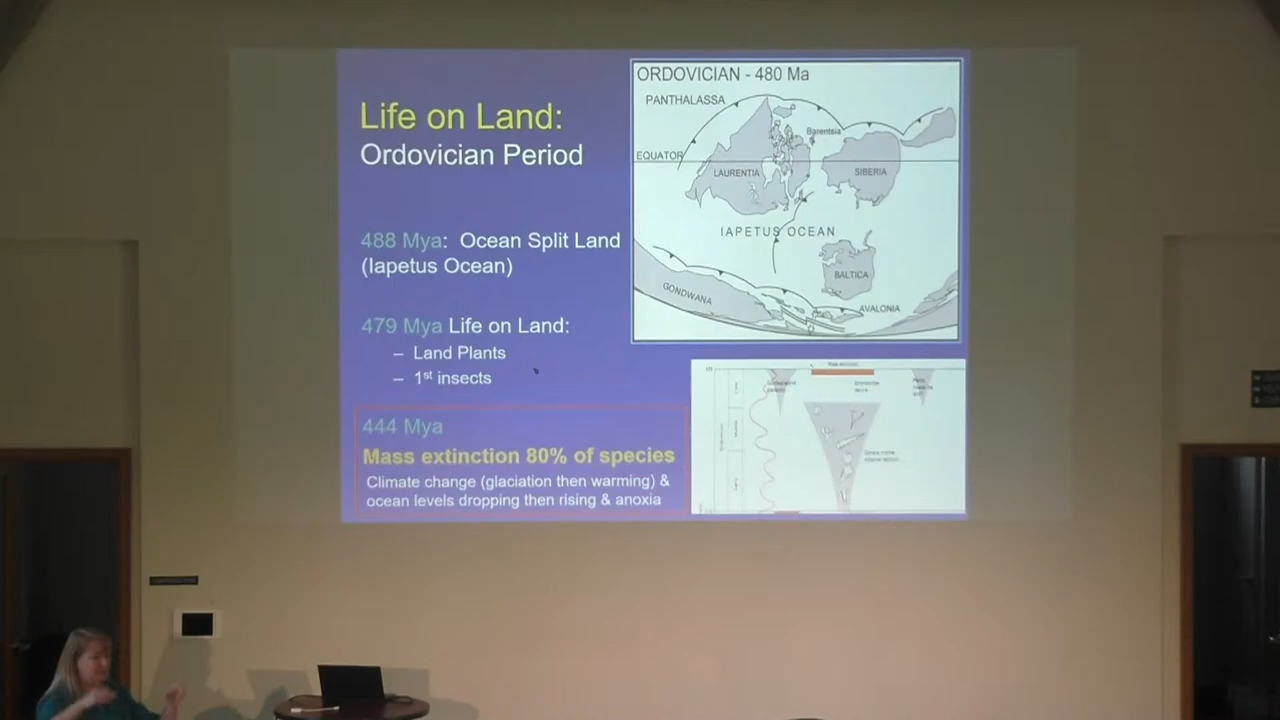 Life on Land:
Ordovician Period
488 Mya: Ocean Split Land
(Iapetus Ocean)
479 Mya Life on Land:
– Land Plants
– 1st insects
444 Mya
Mass extinction 80% of species
Climate change (glaciation then warming) &
ocean levels dropping then rising & anoxia
ORDOVICIAN - 480 Ma
PANTHALASSA
Barentsia
EQUATOR
LAURENTIA
SIBERIA
IAPETUS OCEAN
BALTICA
GONDWANA
AVALONIA